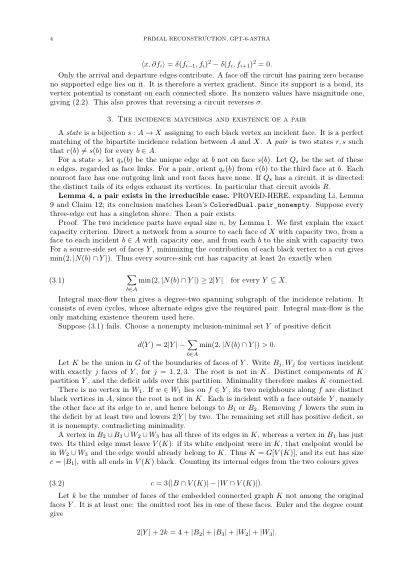 4 PRIMAL RECONSTRUCTION, GPT-6-ASTRA
⟨x, ∂f_i⟩ = δ(f_{i−1}, f_i)² − δ(f_i, f_{i+1})² = 0.
Only the arrival and departure edges contribute. A face off the circuit has pairing zero because
no supported edge lies on it. It is therefore a vertex gradient. Since its support is a bond, its
vertex potential is constant on each connected shore. Its nonzero values have magnitude one,
giving (2.2). This also proves that reversing a circuit reverses σ.
3. The incidence matchings and existence of a pair
A state is a bijection s : A → X assigning to each black vertex an incident face. It is a perfect
matching of the bipartite incidence relation between A and X. A pair is two states r, s such
that r(b) ≠ s(b) for every b ∈ A.
For a state s, let q_s(b) be the unique edge at b not on face s(b). Let Q_s be the set of these
n edges, regarded as face links. For a pair, orient q_s(b) from r(b) to the third face at b. Each
nonroot face has one outgoing link and root faces have none. If Q_s has a circuit, it is directed:
the distinct tails of its edges exhaust its vertices. In particular that circuit avoids R.
Lemma 4, a pair exists in the irreducible case. PROVED-HERE, expanding Li, Lemma
9 and Claim 12; its conclusion matches Lean's ColoredDual.pair_nonempty. Suppose every
three-edge cut has a singleton shore. Then a pair exists.
Proof. The two incidence parts have equal size n, by Lemma 1. We first explain the exact
capacity criterion. Direct a network from a source to each face of X with capacity two, from a
face to each incident b ∈ A with capacity one, and from each b to the sink with capacity two.
For a source-side set of faces Y, minimizing the contribution of each black vertex to a cut gives
min(2, |N(b) ∩ Y|). Thus every source-sink cut has capacity at least 2n exactly when
(3.1) ∑_{b∈A} min(2, |N(b) ∩ Y|) ≥ 2|Y| for every Y ⊆ X.
Integral max-flow then gives a degree-two spanning subgraph of the incidence relation. It
consists of even cycles, whose alternate edges give the required pair. Integral max-flow is the
only matching existence theorem used here.
Suppose (3.1) fails. Choose a nonempty inclusion-minimal set Y of positive deficit
d(Y) = 2|Y| − ∑_{b∈A} min(2, |N(b) ∩ Y|) > 0.
Let K be the union in G of the boundaries of faces of Y. Write B_j, W_j for vertices incident
with exactly j faces of Y, for j = 1, 2, 3. The root is not in K. Distinct components of K
partition Y, and the deficit adds over this partition. Minimality therefore makes K connected.
There is no vertex in W_1. If w ∈ W_1 lies on f ∈ Y, its two neighbours along f are distinct
black vertices in A, since the root is not in K. Each is incident with a face outside Y, namely
the other face at its edge to w, and hence belongs to B_1 or B_2. Removing f lowers the sum in
the deficit by at least two and lowers 2|Y| by two. The remaining set still has positive deficit, so
it is nonempty, contradicting minimality.
A vertex in B_2 ∪ B_3 ∪ W_2 ∪ W_3 has all three of its edges in K, whereas a vertex in B_1 has just
two. Its third edge must leave V(K): if its white endpoint were in K, that endpoint would be
in W_2 ∪ W_3 and the edge would already belong to K. Thus K = G[V(K)], and its cut has size
c = |B_1|, with all ends in V(K) black. Counting its internal edges from the two colours gives
(3.2) c = 3(|B ∩ V(K)| − |W ∩ V(K)|).
Let k be the number of faces of the embedded connected graph K not among the original
faces Y. It is at least one: the omitted root lies in one of these faces. Euler and the degree count
give
2|Y| + 2k = 4 + |B_2| + |B_3| + |W_2| + |W_3|.